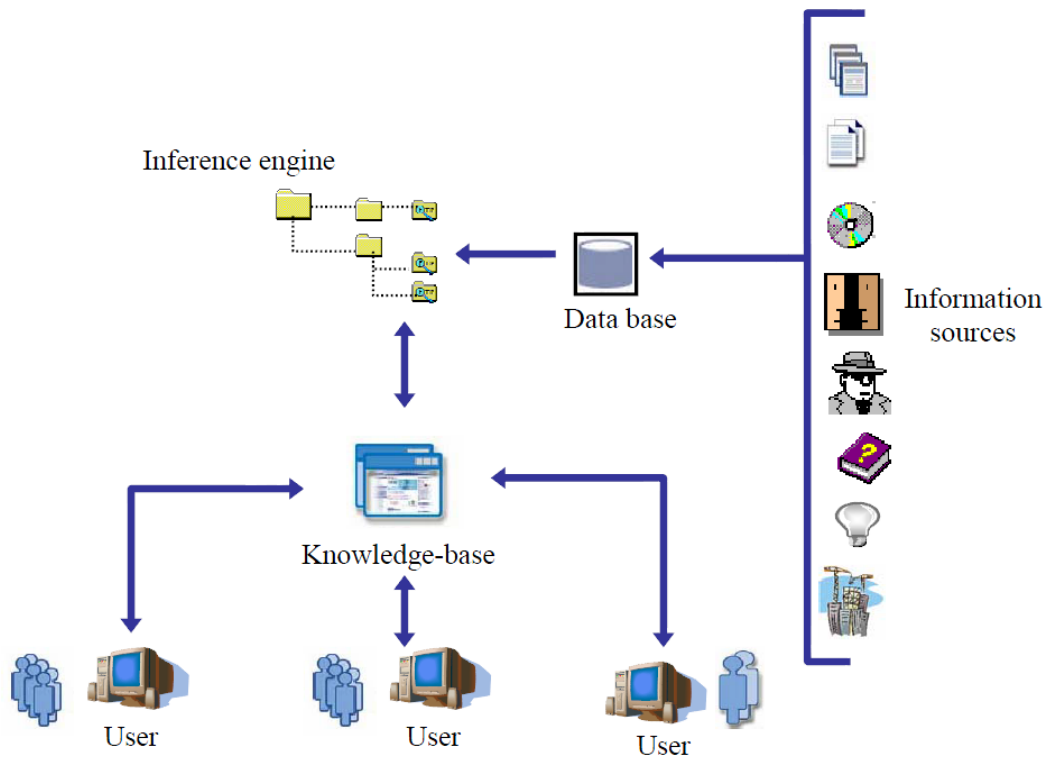 Inference engine
Data base
Information
sources
Knowledge-base
User
User
User
?